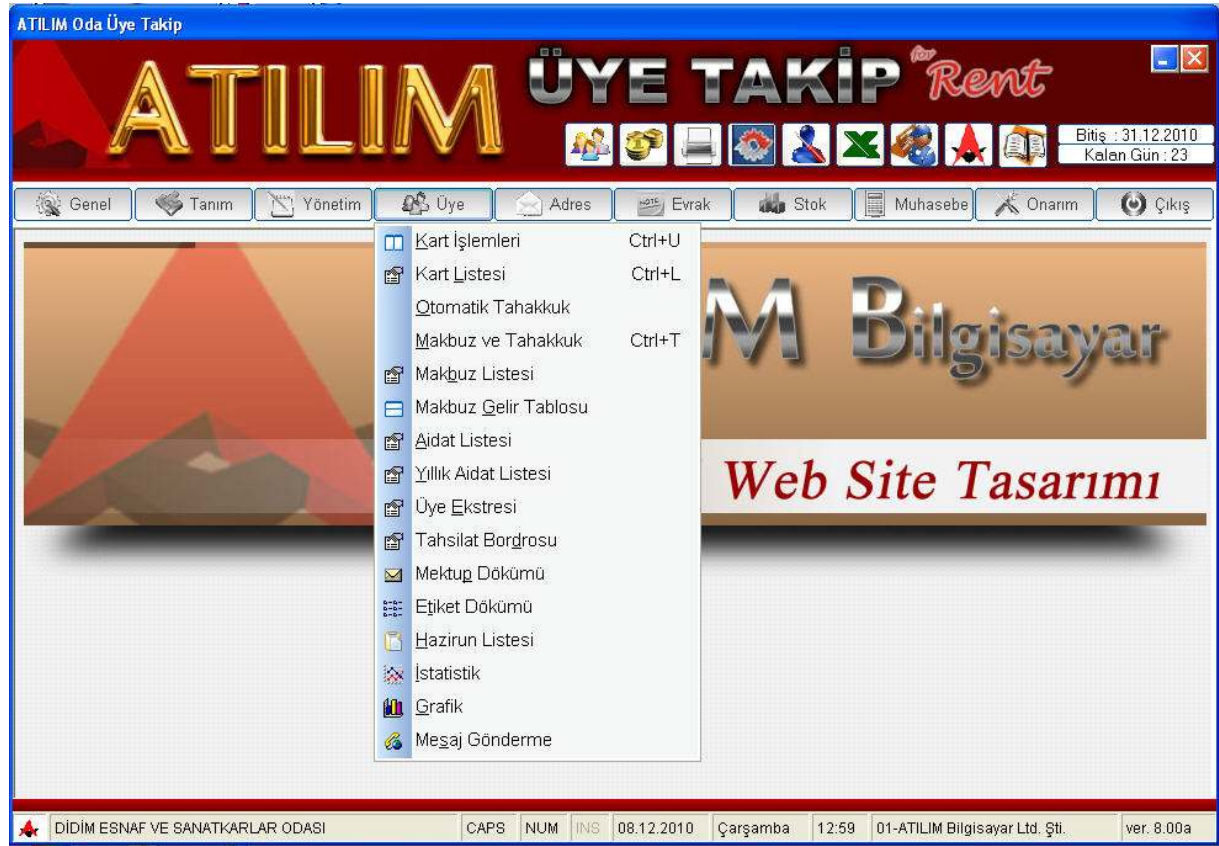 ATILIM Oda Üye Takip
ATILIM ÜYE TAKİP for Rent
Bitiş : 31.12.2010
Kalan Gün : 23
Genel Tanım Yönetim Üye Adres Evrak Stok Muhasebe Onarım Çıkış
Kart İşlemleri Ctrl+U
Kart Listesi Ctrl+L
Otomatik Tahakkuk
Makbuz ve Tahakkuk Ctrl+T
Makbuz Listesi
Makbuz Gelir Tablosu
Aidat Listesi
Yıllık Aidat Listesi
Üye Ekstresi
Tahsilat Bordrosu
Mektup Dökümü
Etiket Dökümü
Hazirun Listesi
İstatistik
Grafik
Mesaj Gönderme
M Bilgisayar
Web Site Tasarımı
DİDİM ESNAF VE SANATKARLAR ODASI CAPS NUM INS 08.12.2010 Çarşamba 12:59 01-ATILIM Bilgisayar Ltd. Şti. ver. 8.00a